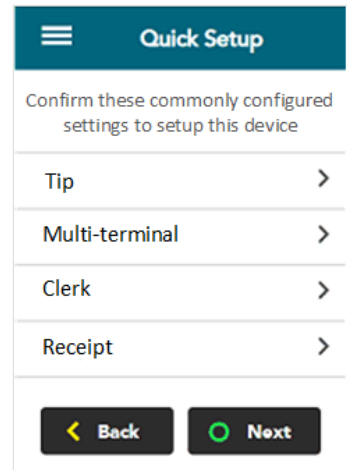 Quick Setup
Confirm these commonly configured
settings to setup this device
Tip
Multi-terminal
Clerk
Receipt
Back
Next